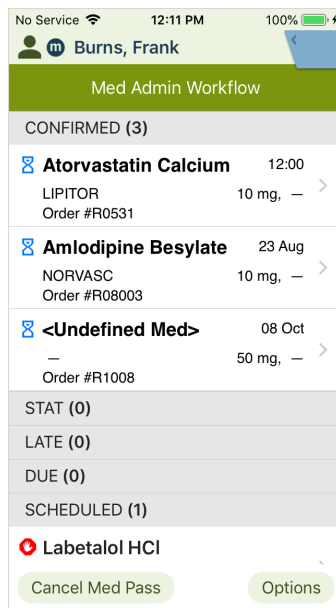 No Service 12:11 PM 100%
m Burns, Frank
Med Admin Workflow
CONFIRMED (3)
Atorvastatin Calcium 12:00
LIPITOR 10 mg, —
Order #R0531
Amlodipine Besylate 23 Aug
NORVASC 10 mg, —
Order #R08003
<Undefined Med> 08 Oct
— 50 mg, —
Order #R1008
STAT (0)
LATE (0)
DUE (0)
SCHEDULED (1)
Labetalol HCl
Cancel Med Pass Options